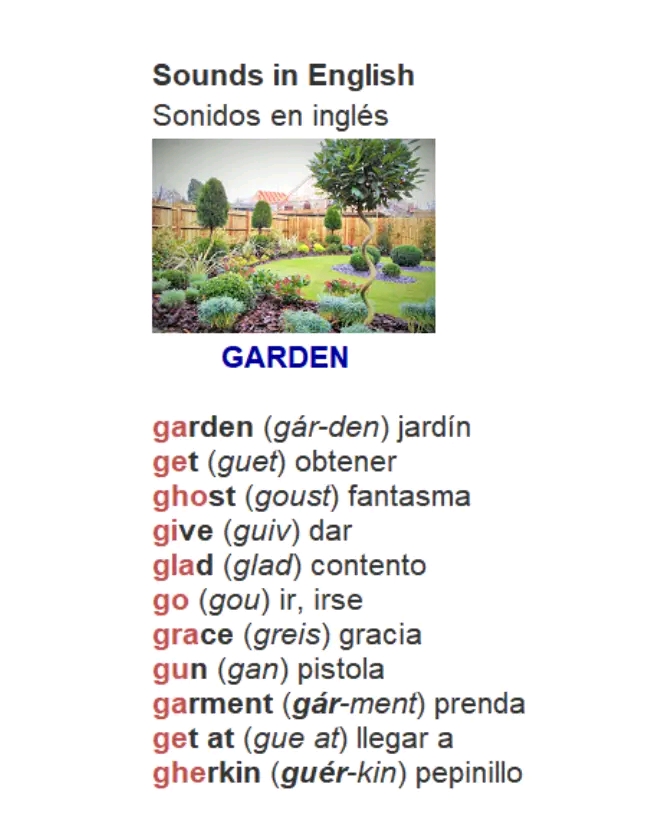 Sounds in English
Sonidos en inglés
GARDEN
garden (gár-den) jardín
get (guet) obtener
ghost (goust) fantasma
give (guiv) dar
glad (glad) contento
go (gou) ir, irse
grace (greis) gracia
gun (gan) pistola
garment (gár-ment) prenda
get at (gue at) llegar a
gherkin (guér-kin) pepinillo